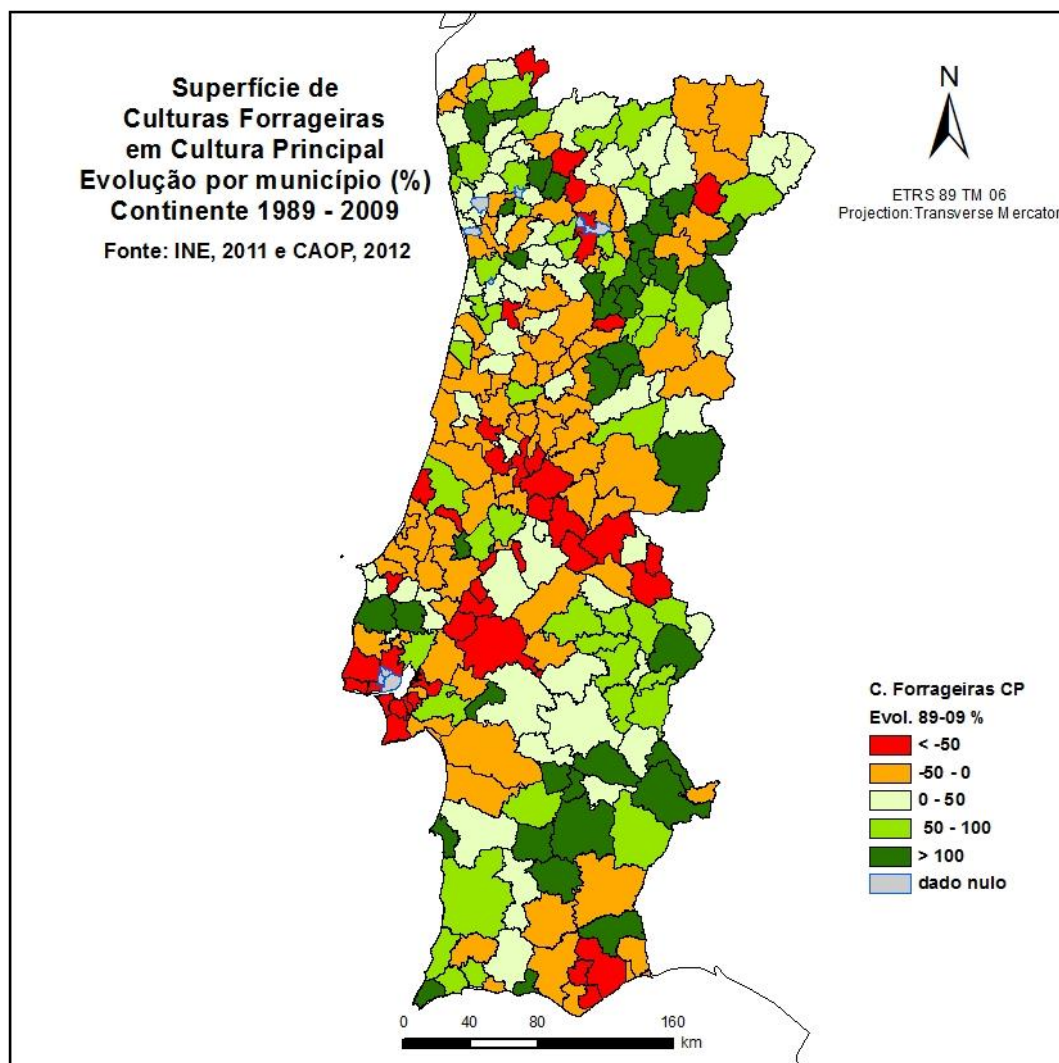 Superfície de
Culturas Forrageiras
em Cultura Principal
Evolução por município (%)
Continente 1989 - 2009
Fonte: INE, 2011 e CAOP, 2012
N
ETRS 89 TM 06
Projection:Transverse Mercator
C. Forrageiras CP
Evol. 89-09 %
< -50
-50 - 0
0 - 50
50 - 100
> 100
dado nulo
0 40 80 160
km